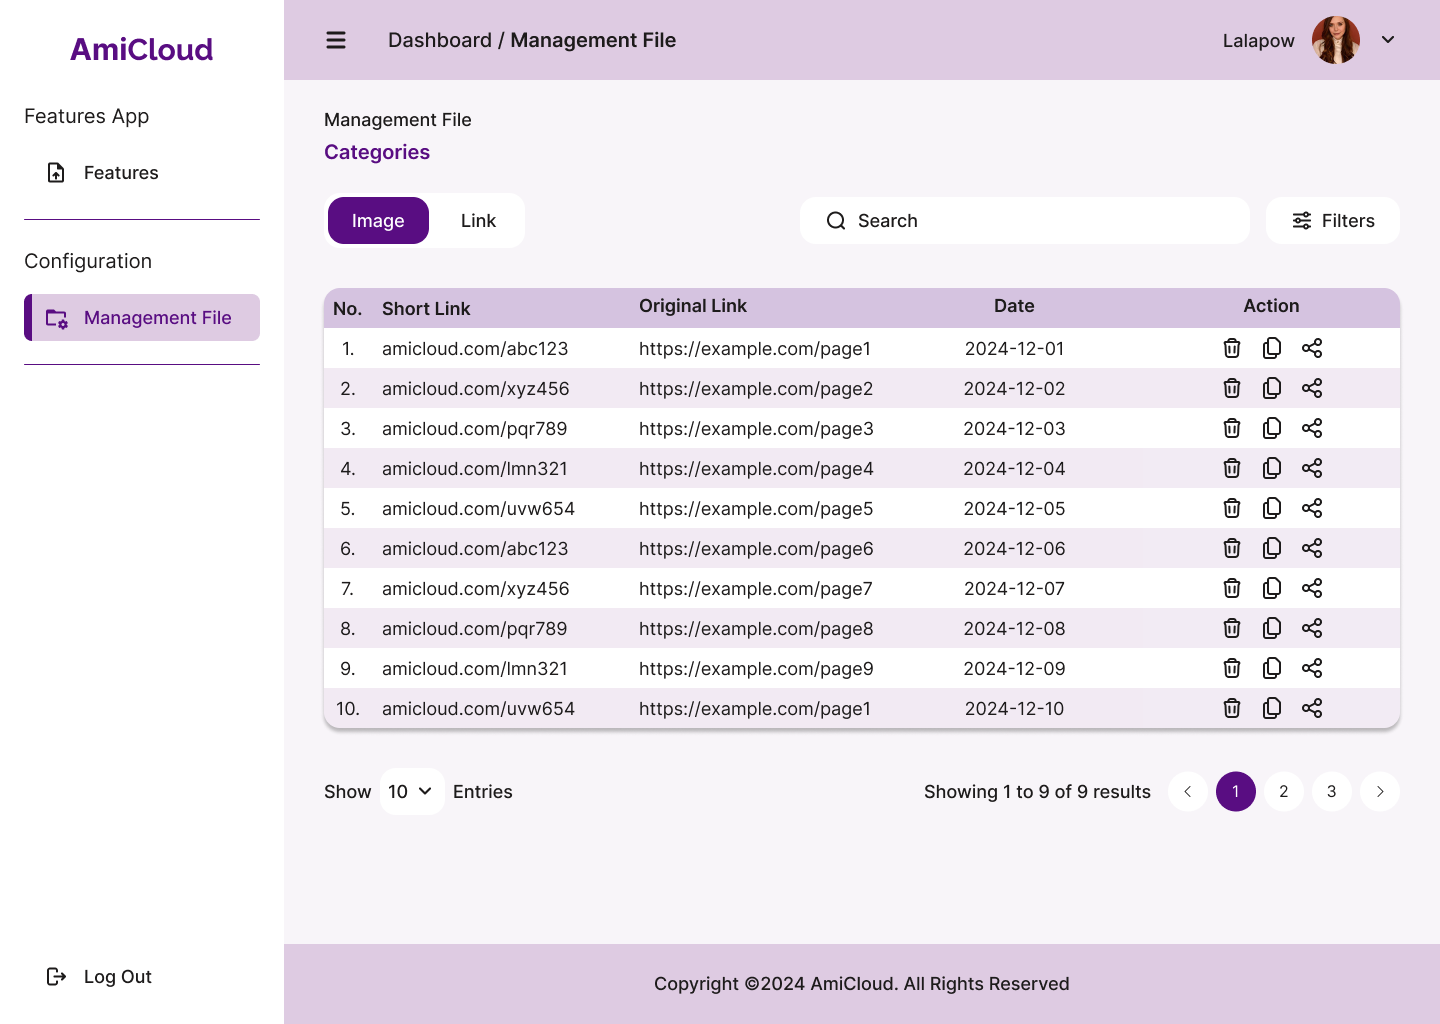 AmiCloud
Features App
Features
Configuration
Management File
Log Out
Dashboard / Management File
Lalapow
Management File
Categories
Image Link
Search
Filters
No. Short Link Original Link Date Action
1. amicloud.com/abc123 https://example.com/page1 2024-12-01
2. amicloud.com/xyz456 https://example.com/page2 2024-12-02
3. amicloud.com/pqr789 https://example.com/page3 2024-12-03
4. amicloud.com/lmn321 https://example.com/page4 2024-12-04
5. amicloud.com/uvw654 https://example.com/page5 2024-12-05
6. amicloud.com/abc123 https://example.com/page6 2024-12-06
7. amicloud.com/xyz456 https://example.com/page7 2024-12-07
8. amicloud.com/pqr789 https://example.com/page8 2024-12-08
9. amicloud.com/lmn321 https://example.com/page9 2024-12-09
10. amicloud.com/uvw654 https://example.com/page1 2024-12-10
Show 10 Entries
Showing 1 to 9 of 9 results
1 2 3
Copyright ©2024 AmiCloud. All Rights Reserved